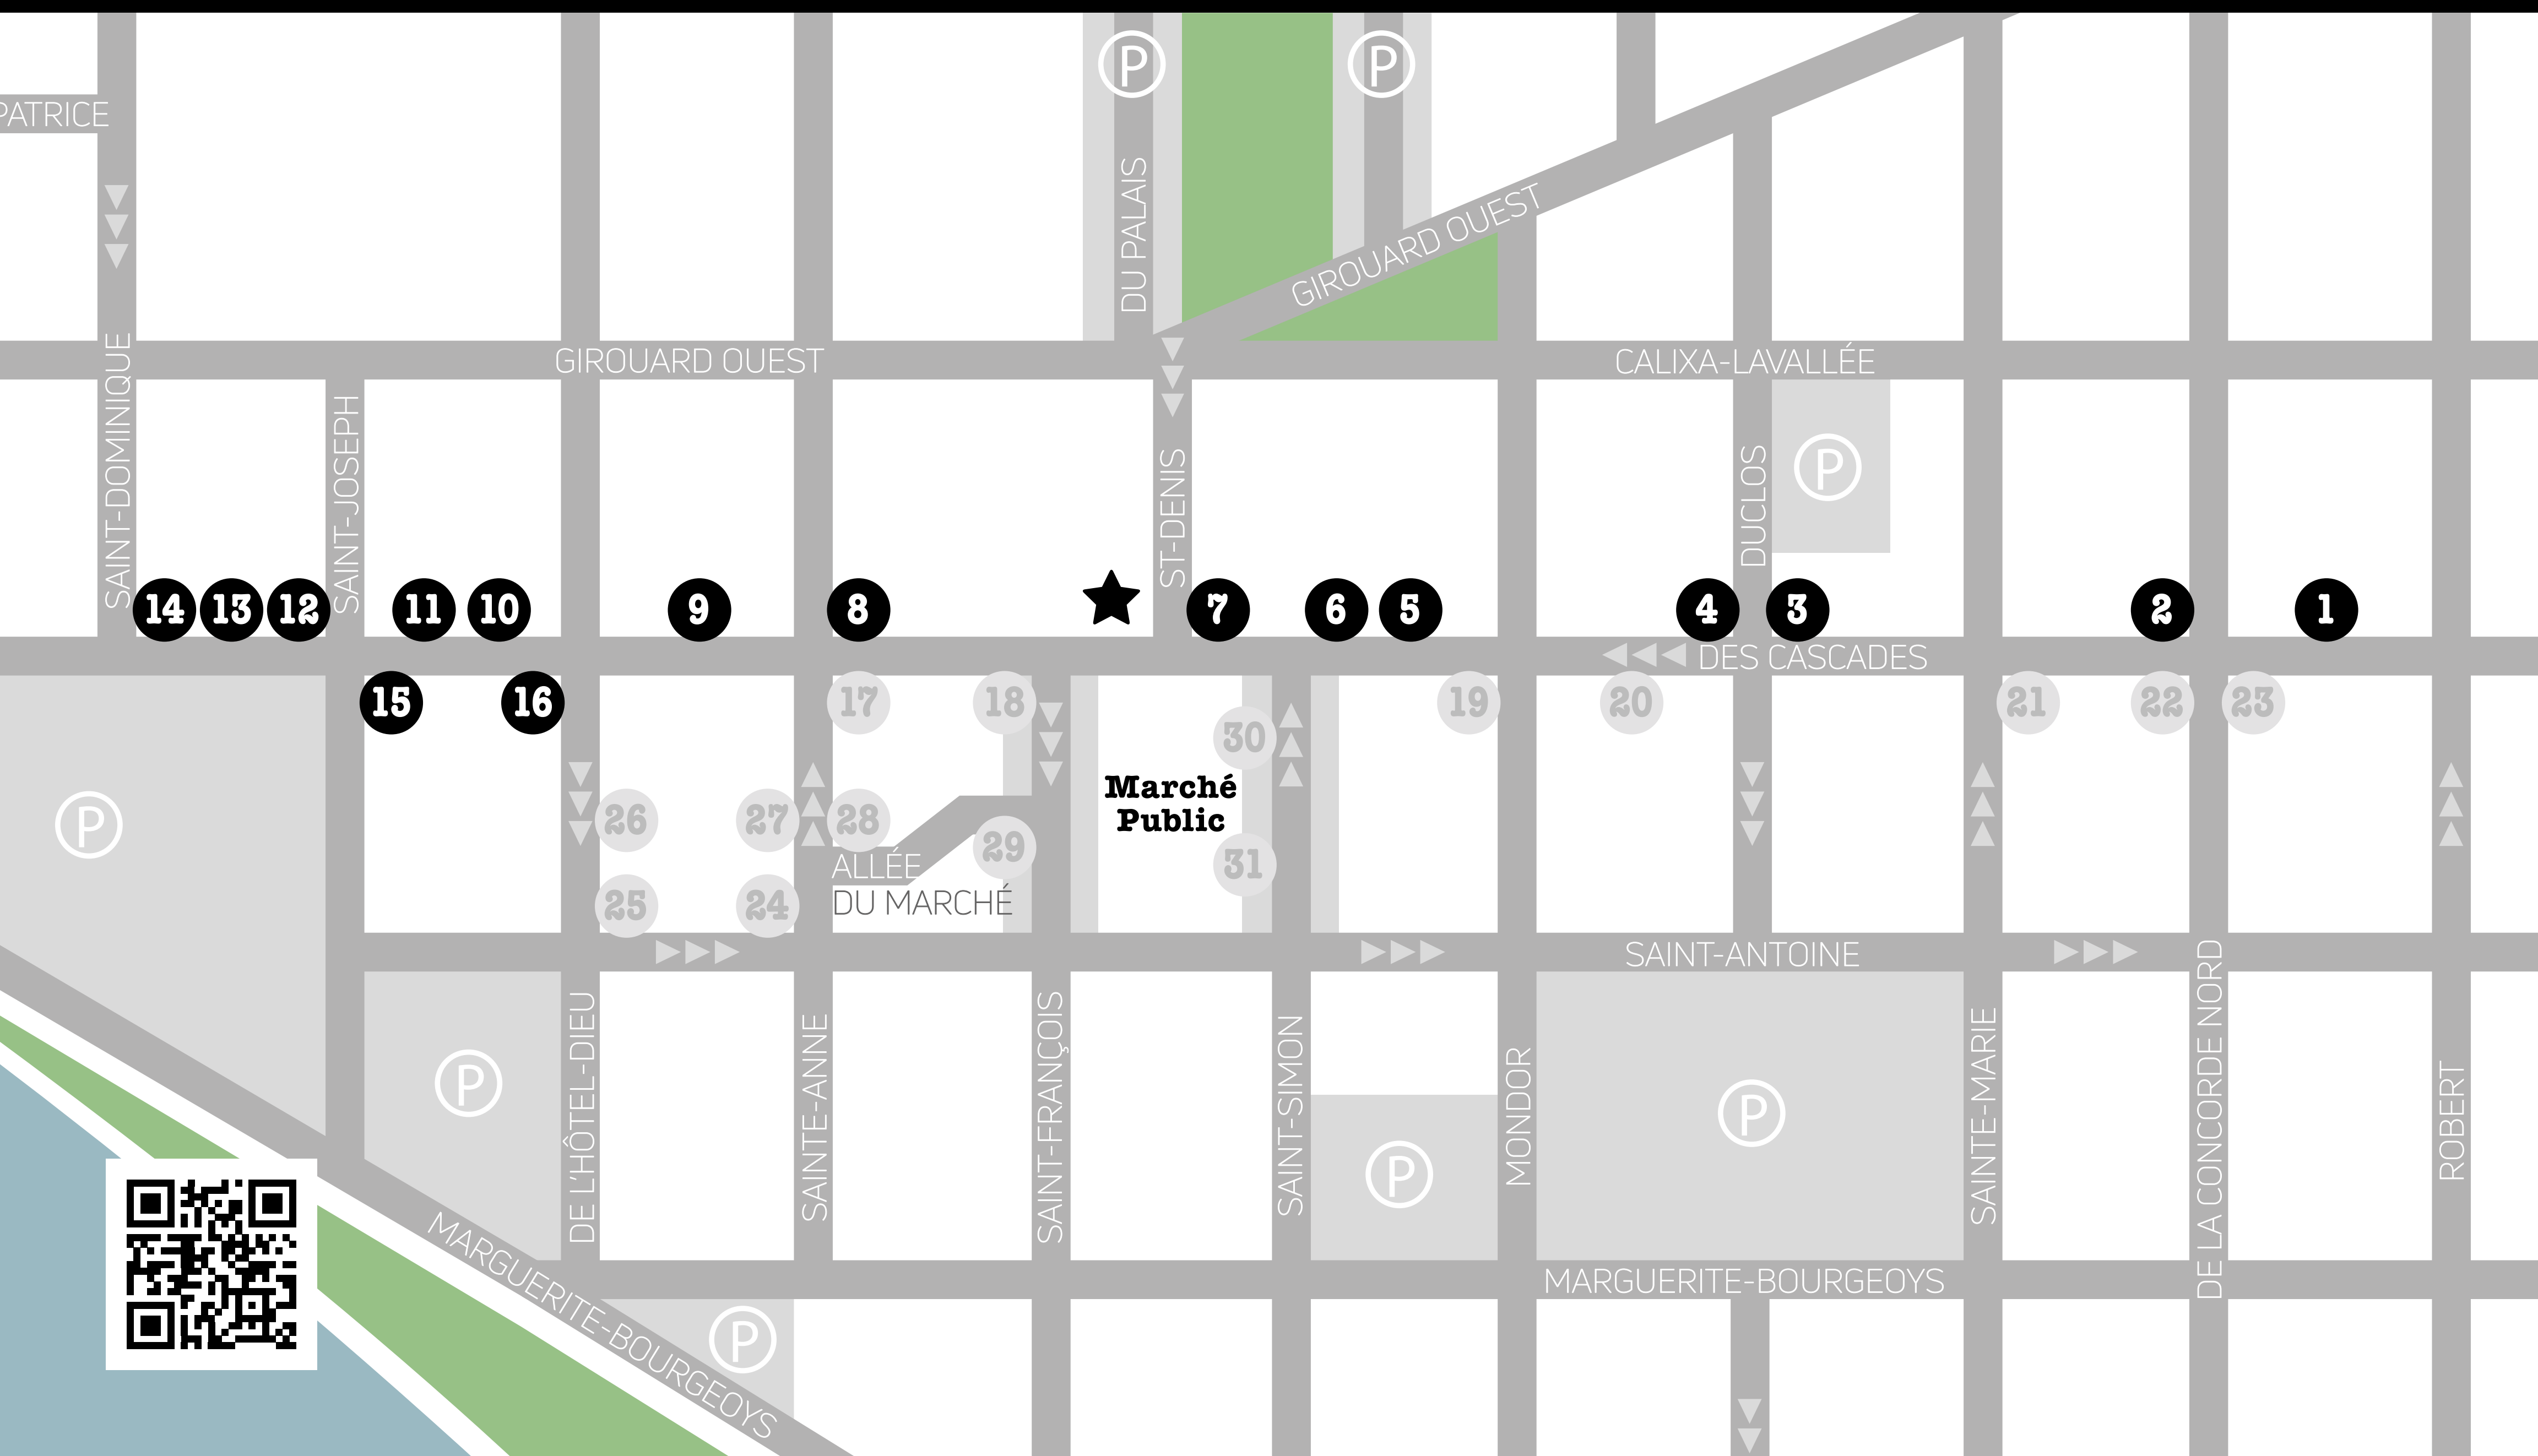 P
P
PATRICE
DU PALAIS
GIROUARD OUEST
GIROUARD OUEST
CALIXA-LAVALLÉE
SAINT-DOMINIQUE
SAINT-JOSEPH
ST-DENIS
DUCLOS
P
14 13 12 11 10 9 8 7 6 5 4 3 2 1
DES CASCADES
15 16 17 18 19 20 21 22 23
30
Marché
Public
P
26 27 28 29 31
ALLÉE
DU MARCHÉ
25 24
SAINT-ANTOINE
P
DE L'HÔTEL-DIEU
SAINTE-ANNE
SAINT-FRANÇOIS
SAINT-SIMON
MONDOR
P
P
SAINTE-MARIE
DE LA CONCORDE NORD
ROBERT
MARGUERITE-BOURGEOYS
MARGUERITE-BOURGEOYS
P